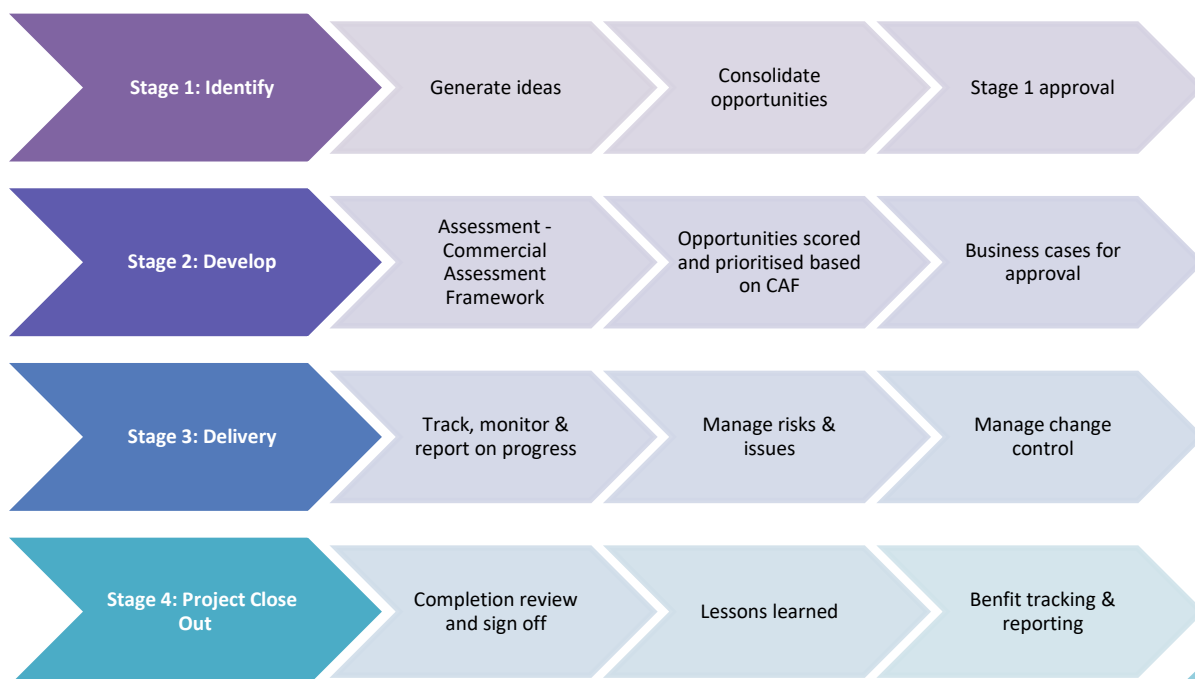 Stage 1: Identify
Generate ideas
Consolidate
opportunities
Stage 1 approval
Stage 2: Develop
Assessment -
Commercial
Assessment
Framework
Opportunities scored
and prioritised based
on CAF
Business cases for
approval
Stage 3: Delivery
Track, monitor &
report on progress
Manage risks &
issues
Manage change
control
Stage 4: Project Close
Out
Completion review
and sign off
Lessons learned
Benfit tracking &
reporting